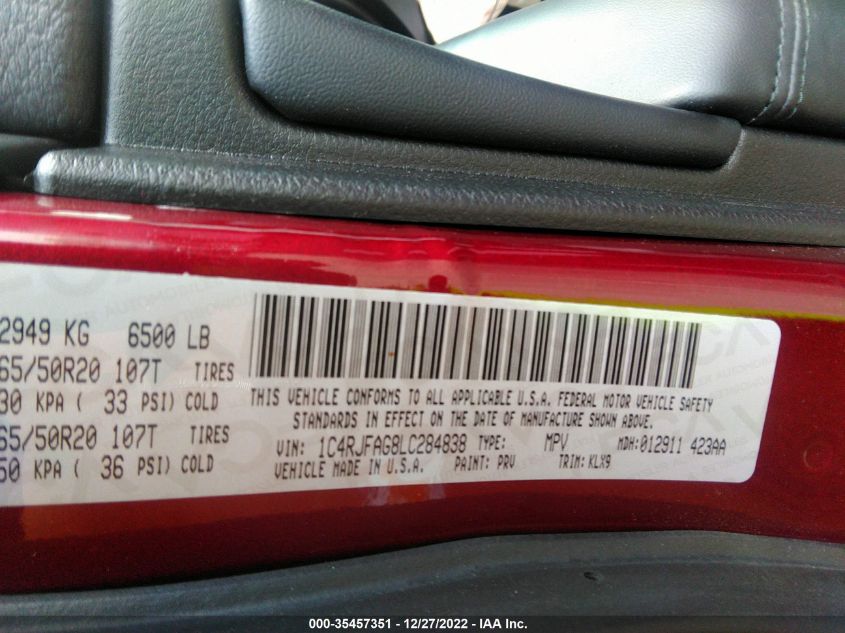 2949 KG 6500 LB
65/50R20 107T TIRES
30 KPA ( 33 PSI) COLD
65/50R20 107T TIRES
50 KPA ( 36 PSI) COLD
THIS VEHICLE CONFORMS TO ALL APPLICABLE U.S.A. FEDERAL MOTOR VEHICLE SAFETY
STANDARDS IN EFFECT ON THE DATE OF MANUFACTURE SHOWN ABOVE.
VIN: 1C4RJFAG8LC284838 TYPE: MPV MDH:012911 423AA
VEHICLE MADE IN U.S.A. PAINT: PRV TRIM: KLX9
000-35457351 - 12/27/2022 - IAA Inc.